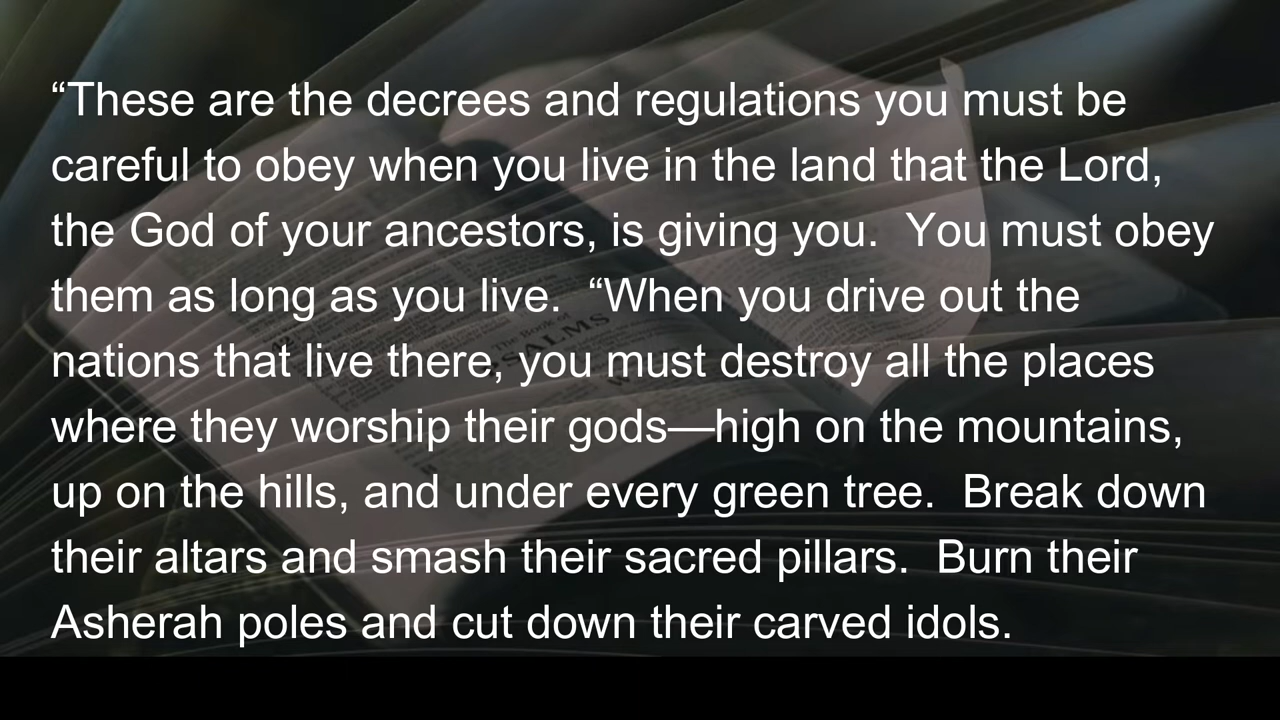 “These are the decrees and regulations you must be
careful to obey when you live in the land that the Lord,
the God of your ancestors, is giving you.  You must obey
them as long as you live.  “When you drive out the
nations that live there, you must destroy all the places
where they worship their gods—high on the mountains,
up on the hills, and under every green tree.  Break down
their altars and smash their sacred pillars.  Burn their
Asherah poles and cut down their carved idols.
The Book of
PSALMS